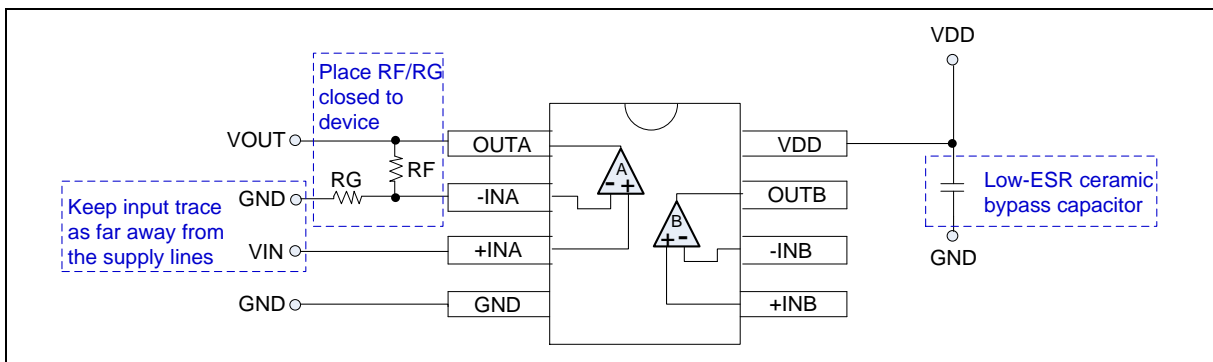 VDD
Place RF/RG
closed to
device
VOUT
OUTA
VDD
A
RF
RG
GND
-INA
OUTB
Low-ESR ceramic
bypass capacitor
Keep input trace
as far away from
the supply lines
B
VIN
+INA
-INB
GND
GND
GND
+INB